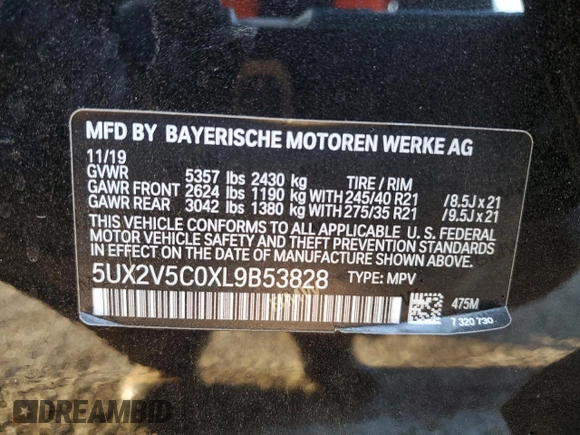 MFD BY BAYERISCHE MOTOREN WERKE AG
11/19
GVWR 5357 lbs 2430 kg TIRE / RIM
GAWR FRONT 2624 lbs 1190 kg WITH 245/40 R21 /8.5J x 21
GAWR REAR 3042 lbs 1380 kg WITH 275/35 R21 /9.5J x 21
THIS VEHICLE CONFORMS TO ALL APPLICABLE U. S. FEDERAL
MOTOR VEHICLE SAFETY, BUMPER, AND THEFT PREVENTION
STANDARDS IN EFFECT ON THE DATE OF MANUFACTURE SHOWN ABOVE.
5UX2V5C0XL9B53828 TYPE: MPV
475M
7 320 730
DREAMBID